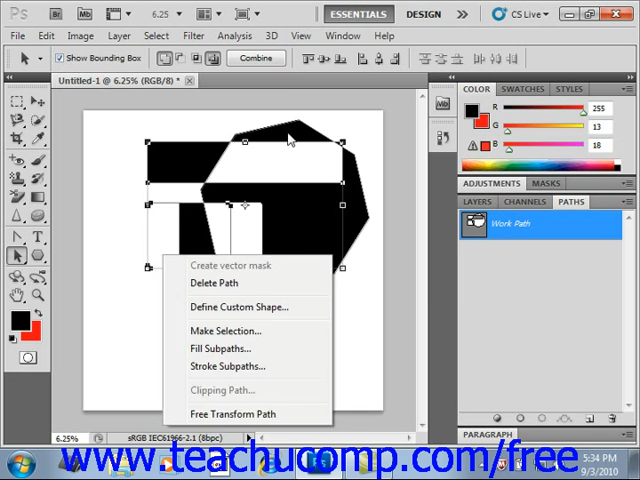 Ps Br Mb 6.25 ESSENTIALS DESIGN CS Live
File Edit Image Layer Select Filter Analysis 3D View Window Help
Show Bounding Box Combine
Untitled-1 @ 6.25% (RGB/8) *
COLOR SWATCHES STYLES
R 255
G 13
B 18
ADJUSTMENTS MASKS
LAYERS CHANNELS PATHS
Work Path
Create vector mask
Delete Path
Define Custom Shape...
Make Selection...
Fill Subpaths...
Stroke Subpaths...
Clipping Path...
Free Transform Path
6.25% sRGB IEC61966-2.1 (8bpc)
PARAGRAPH
www.teachucomp.com/free
5:34 PM
9/3/2010